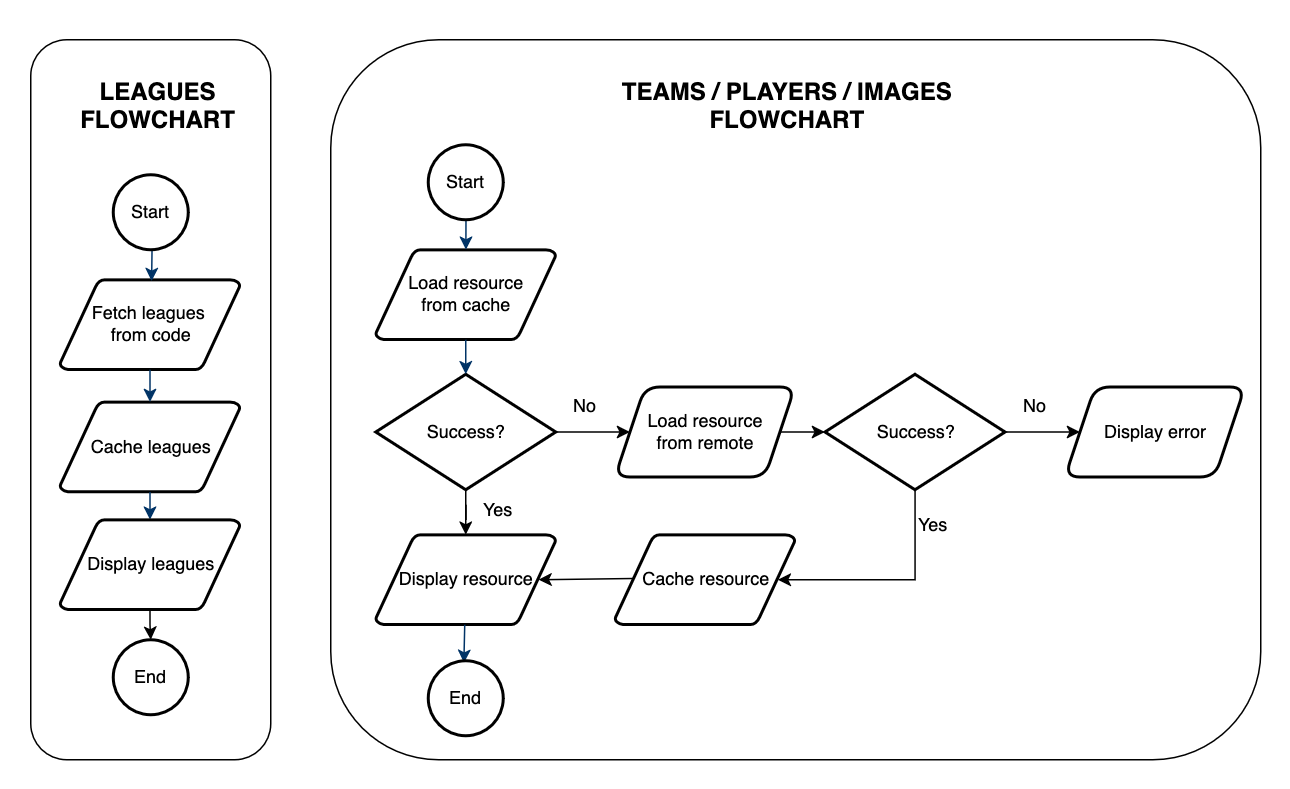 LEAGUES
FLOWCHART
Start
Fetch leagues
from code
Cache leagues
Display leagues
End
TEAMS / PLAYERS / IMAGES
FLOWCHART
Start
Load resource
from cache
Success?
No
Load resource
from remote
Success?
No
Display error
Yes
Yes
Display resource
Cache resource
End